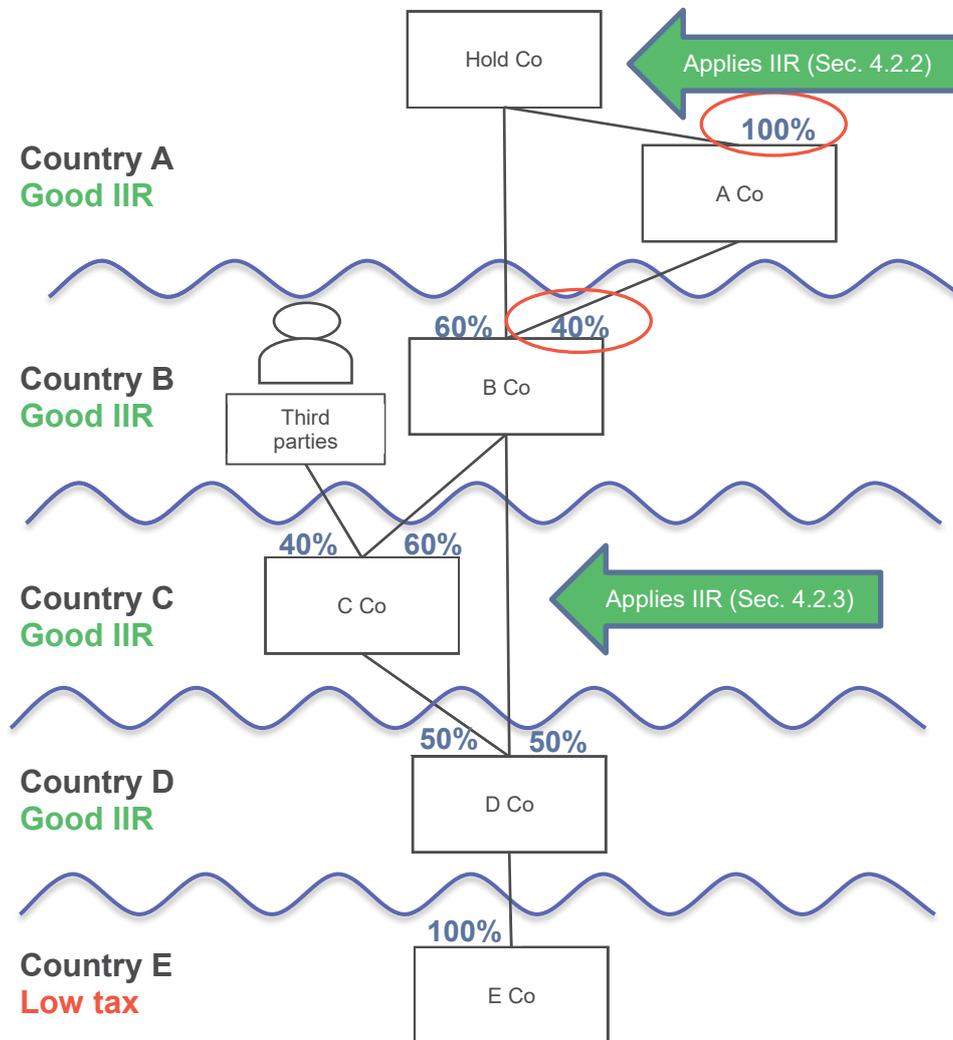 Hold Co
Applies IIR (Sec. 4.2.2)
100%
Country A
Good IIR
A Co
60%
40%
Country B
Good IIR
B Co
Third
parties
40%
60%
Country C
Good IIR
C Co
Applies IIR (Sec. 4.2.3)
50%
50%
Country D
Good IIR
D Co
100%
Country E
Low tax
E Co